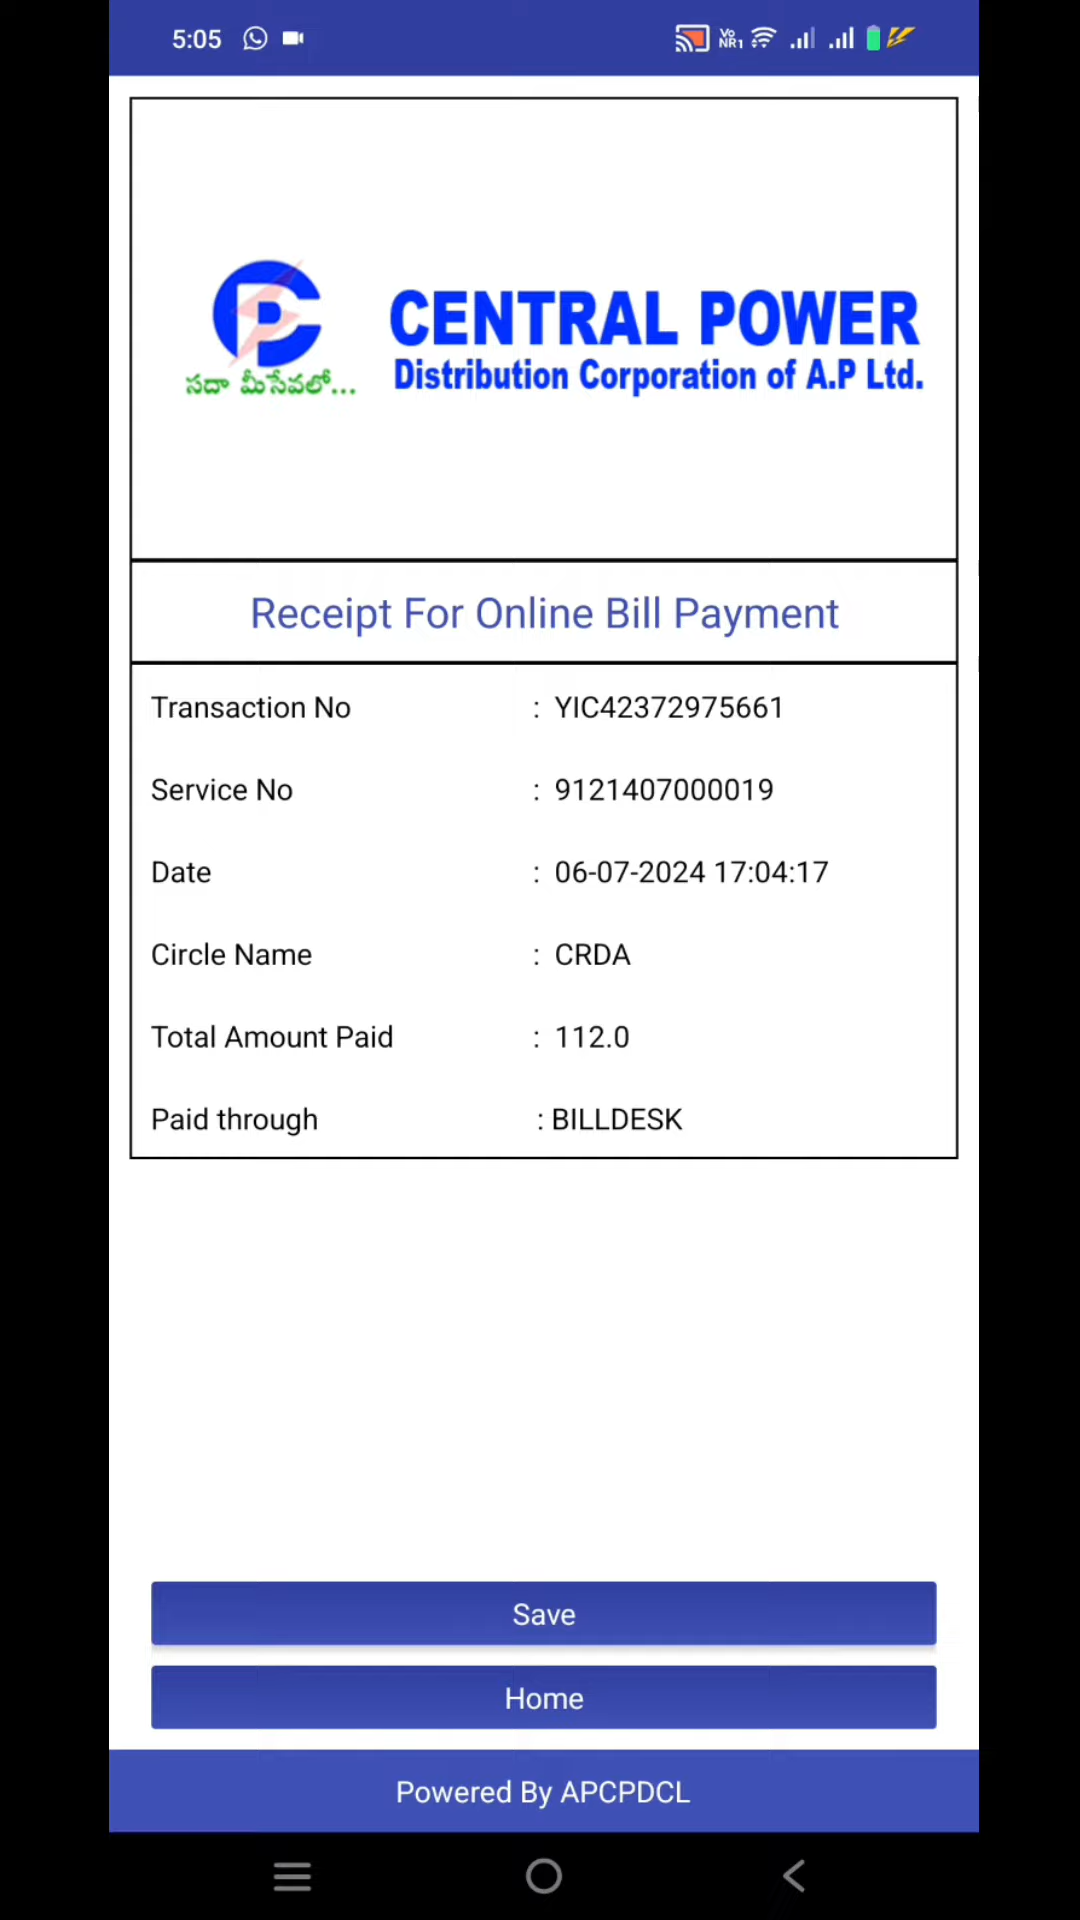 5:05 Vo NR1
CENTRAL POWER
Distribution Corporation of A.P Ltd.
సదా మీసేవలో...
Receipt For Online Bill Payment
Transaction No : YIC42372975661
Service No : 9121407000019
Date : 06-07-2024 17:04:17
Circle Name : CRDA
Total Amount Paid : 112.0
Paid through : BILLDESK
Save
Home
Powered By APCPDCL